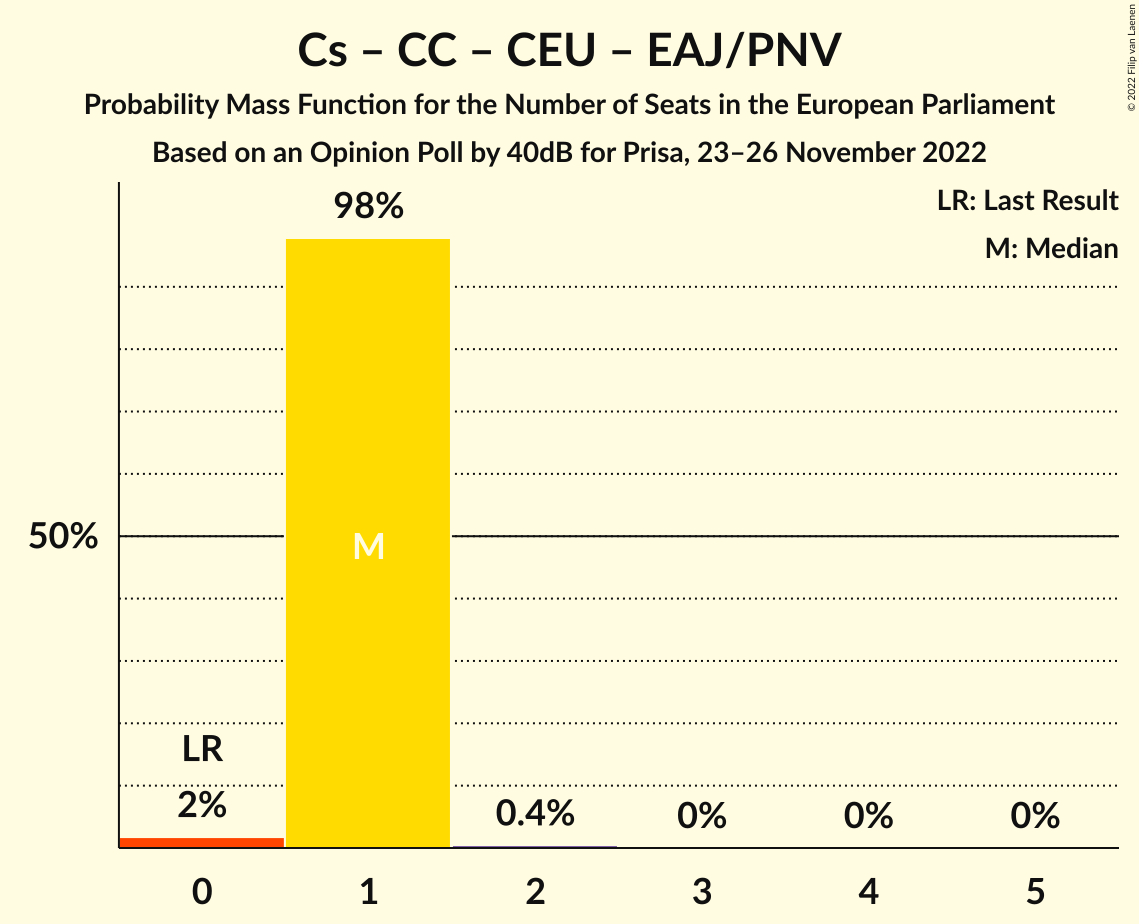 Cs – CC – CEU – EAJ/PNV
Probability Mass Function for the Number of Seats in the European Parliament
Based on an Opinion Poll by 40dB for Prisa, 23–26 November 2022
© 2022 Filip van Laenen
LR: Last Result
M: Median
98%
50%
M
LR
2%
0.4%
0%
0%
0%
0
1
2
3
4
5